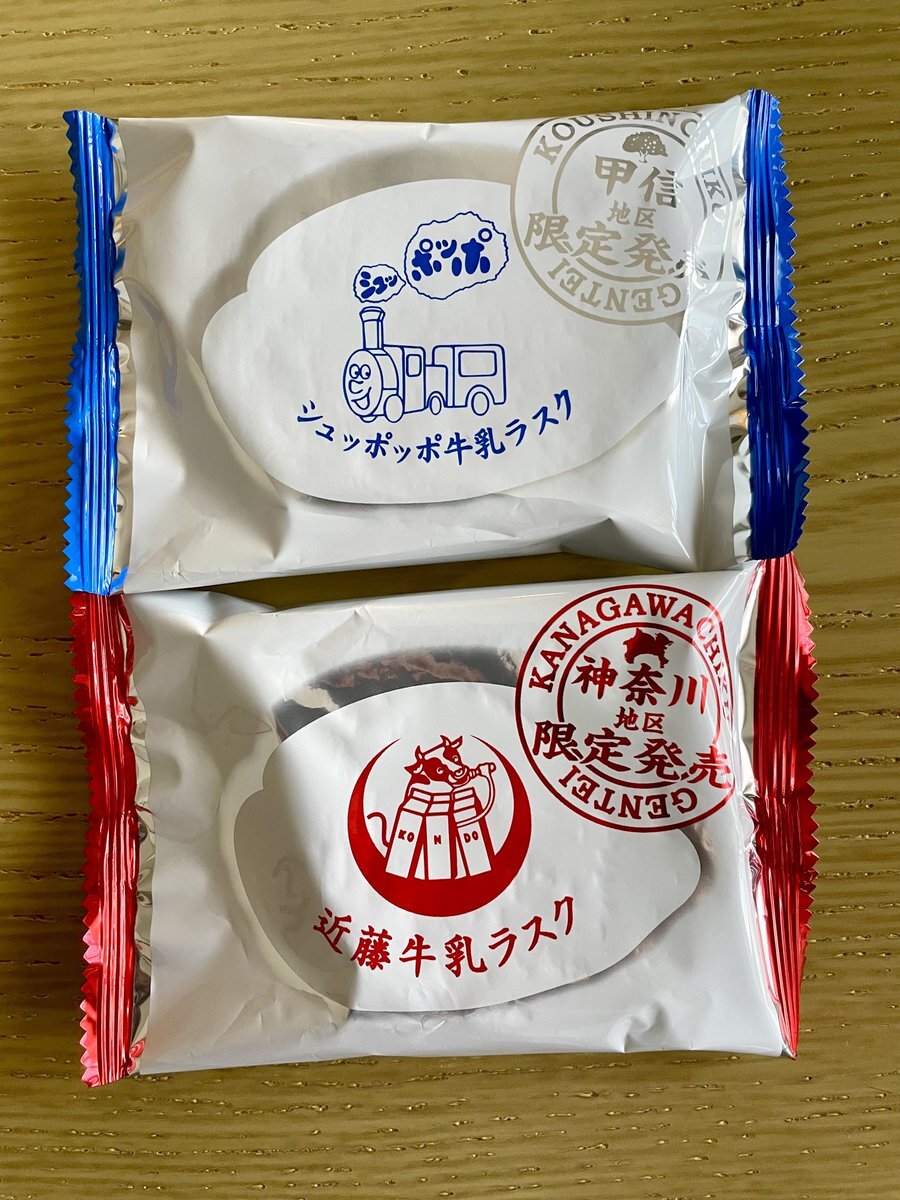 KOUSHIN
甲信
地区
限定発売
GENTEI
シュッ
ポッポ
シュッポッポ牛乳ラスク
KANAGAWA
神奈川
地区
限定発売
GENTEI
KONDO
近藤牛乳ラスク